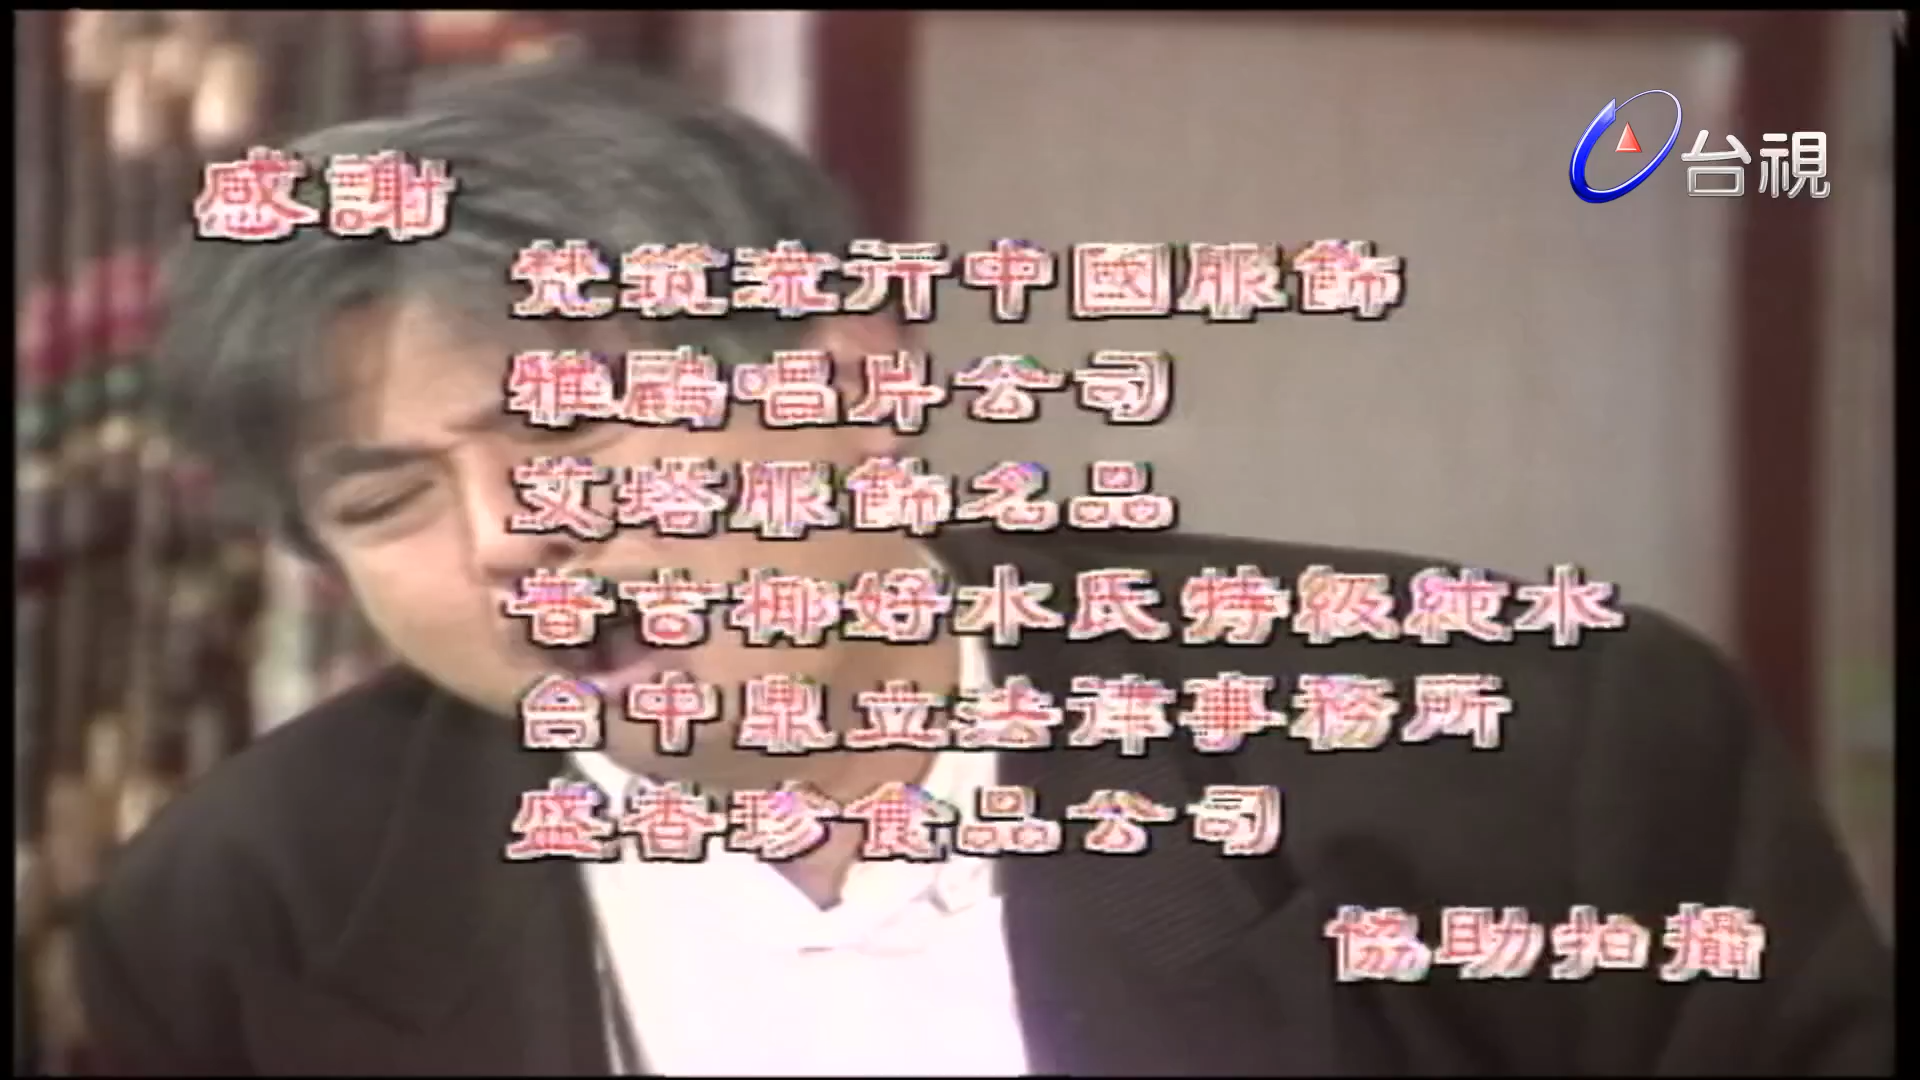 台視
感謝
梵筑流行中國服飾
雅鷗唱片公司
艾塔服飾名品
普吉椰好水氏特級純水
台中鼎立法律事務所
盛香珍食品公司
協助拍攝